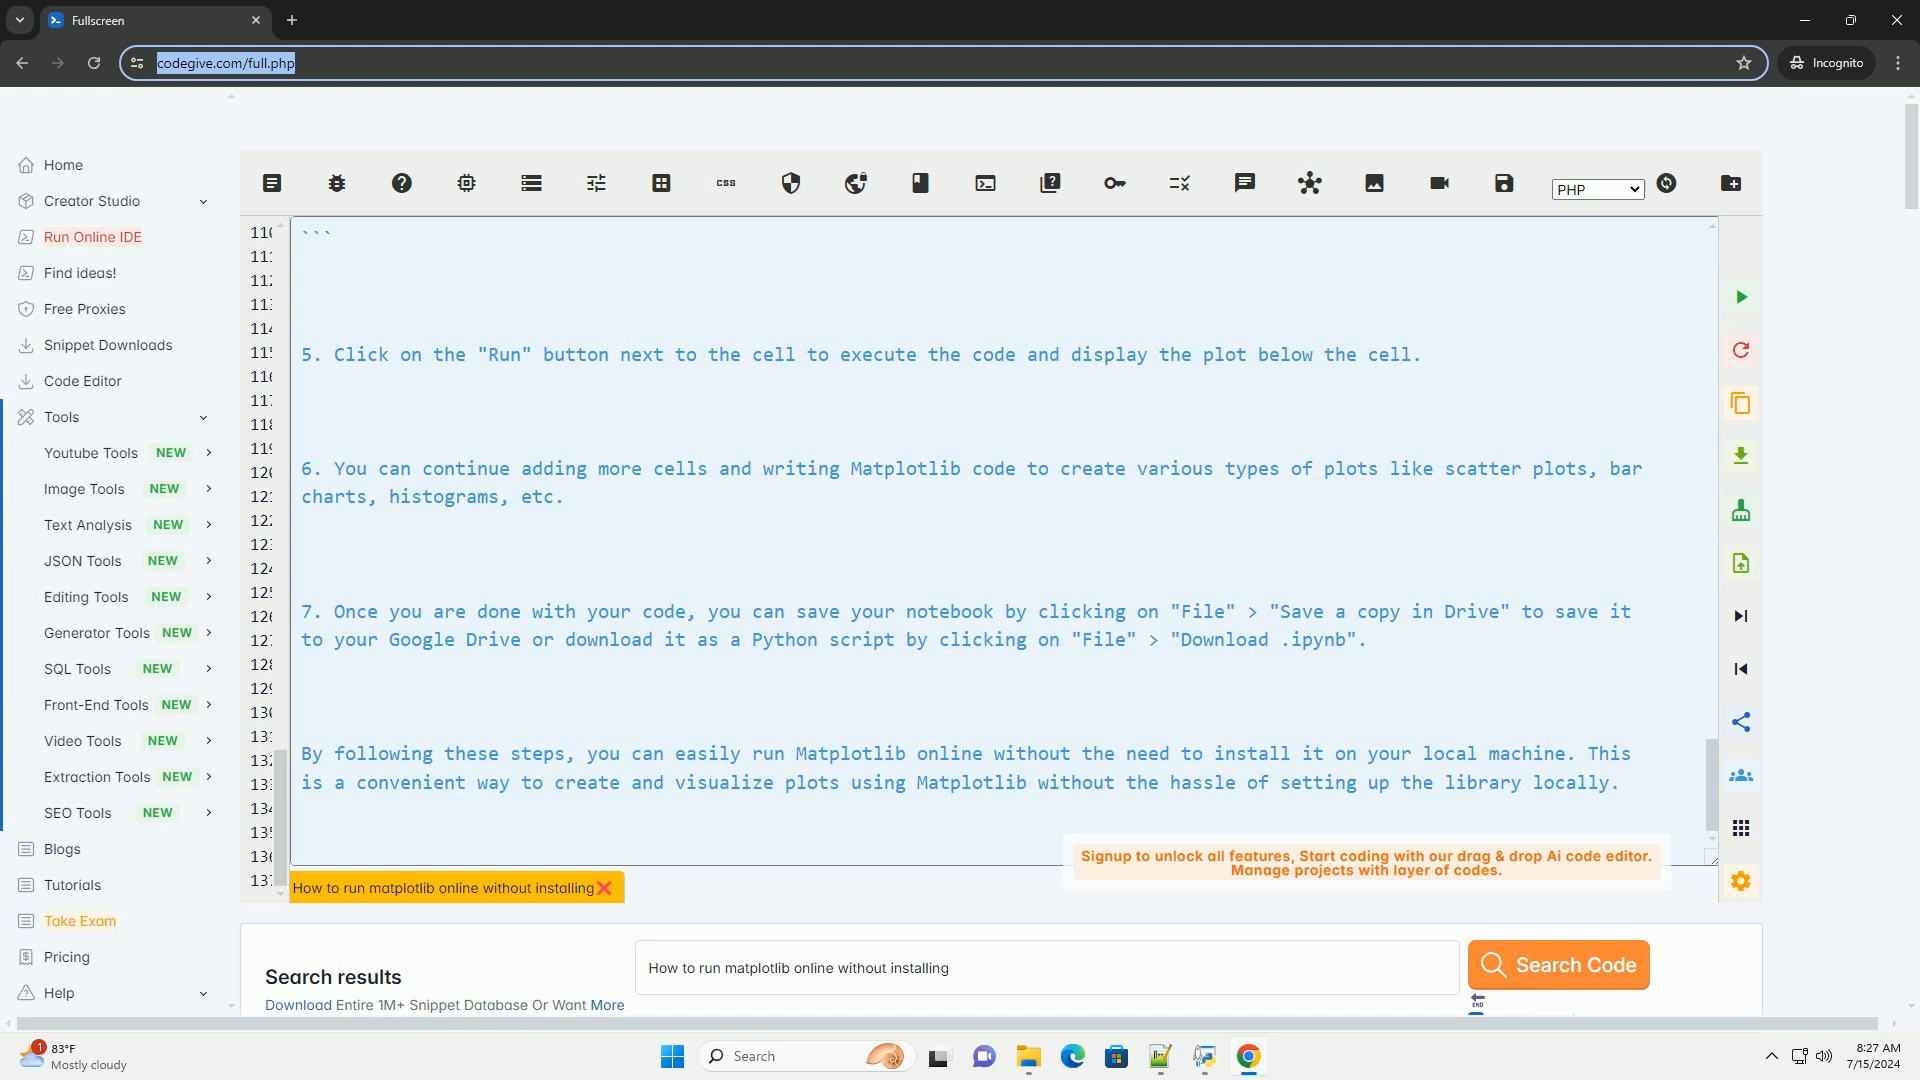 Fullscreen
codegive.com/full.php
Incognito
Home
Creator Studio
Run Online IDE
Find ideas!
Free Proxies
Snippet Downloads
Code Editor
Tools
Youtube Tools NEW
Image Tools NEW
Text Analysis NEW
JSON Tools NEW
Editing Tools NEW
Generator Tools NEW
SQL Tools NEW
Front-End Tools NEW
Video Tools NEW
Extraction Tools NEW
SEO Tools NEW
Blogs
Tutorials
Take Exam
Pricing
Help
css
PHP
```
5. Click on the "Run" button next to the cell to execute the code and display the plot below the cell.
6. You can continue adding more cells and writing Matplotlib code to create various types of plots like scatter plots, bar
charts, histograms, etc.
7. Once you are done with your code, you can save your notebook by clicking on "File" > "Save a copy in Drive" to save it
to your Google Drive or download it as a Python script by clicking on "File" > "Download .ipynb".
By following these steps, you can easily run Matplotlib online without the need to install it on your local machine. This
is a convenient way to create and visualize plots using Matplotlib without the hassle of setting up the library locally.
Signup to unlock all features, Start coding with our drag & drop Ai code editor.
Manage projects with layer of codes.
How to run matplotlib online without installing
Search results
Download Entire 1M+ Snippet Database Or Want More
How to run matplotlib online without installing
Search Code
END
1
83°F
Mostly cloudy
Search
8:27 AM
7/15/2024